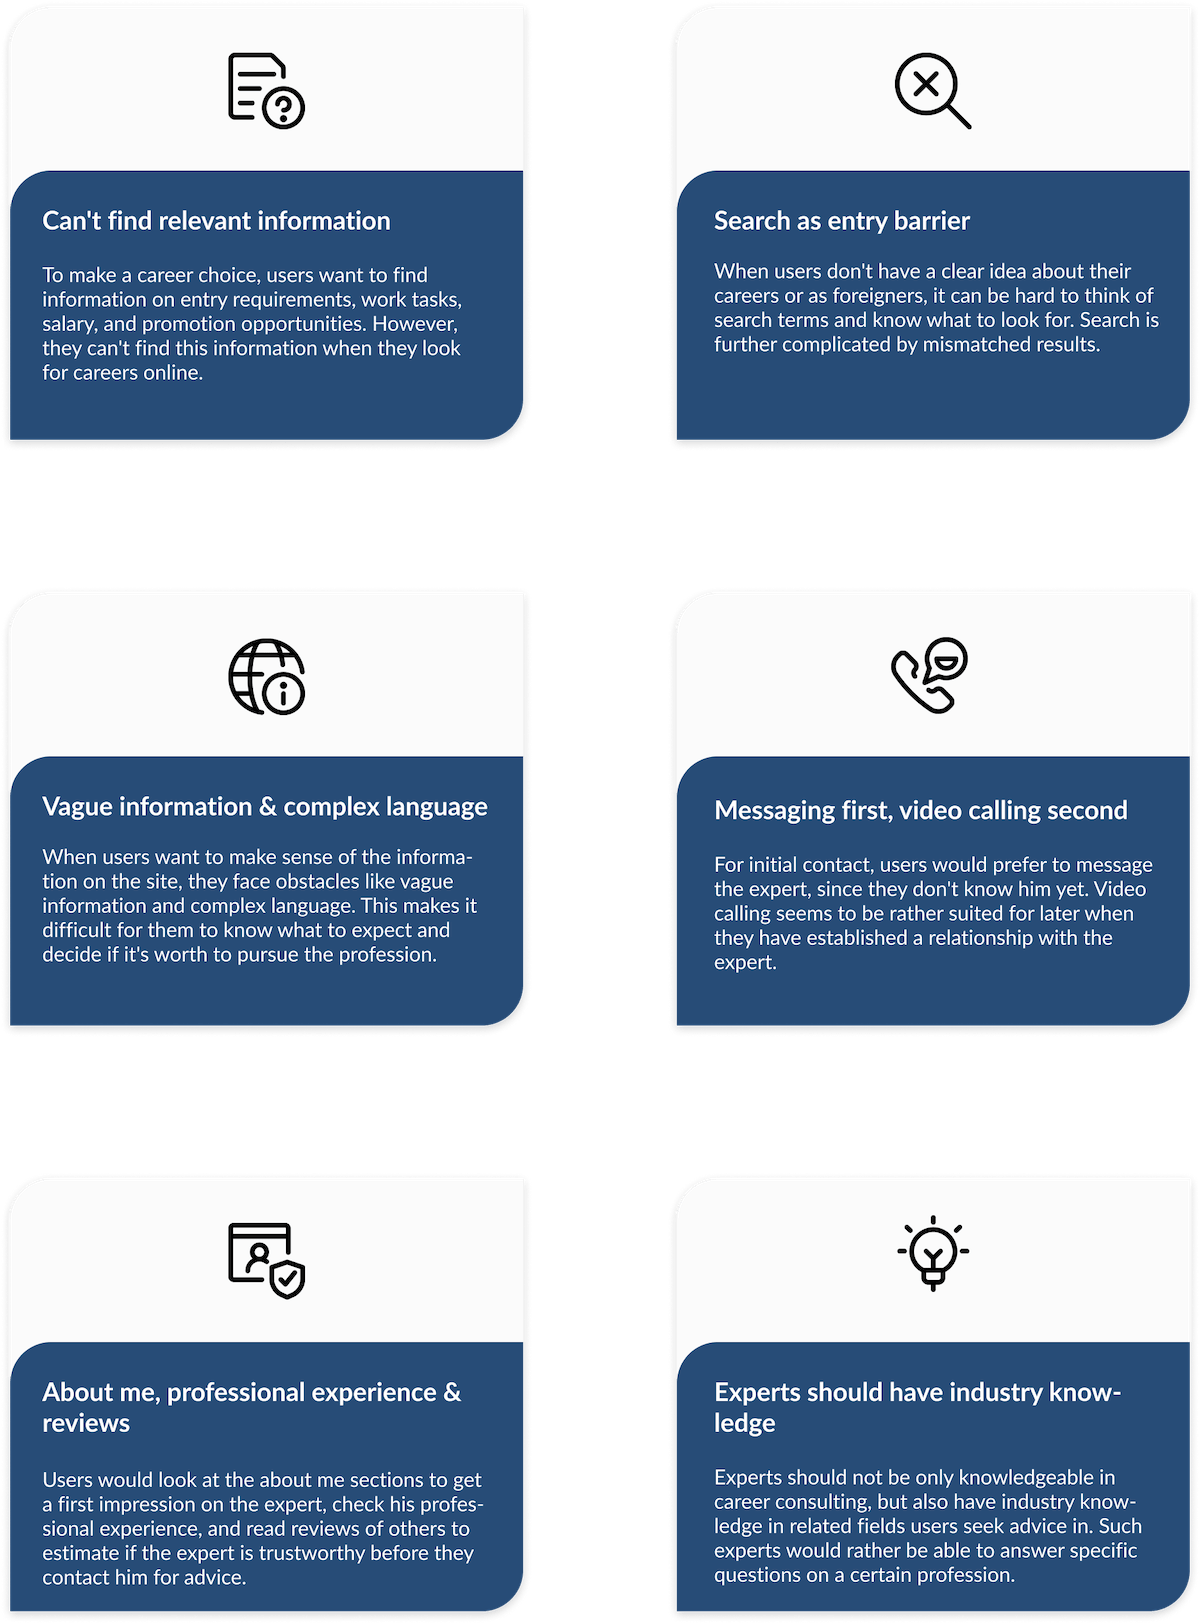 Can't find relevant information
To make a career choice, users want to find
information on entry requirements, work tasks,
salary, and promotion opportunities. However,
they can't find this information when they look
for careers online.
Search as entry barrier
When users don't have a clear idea about their
careers or as foreigners, it can be hard to think of
search terms and know what to look for. Search is
further complicated by mismatched results.
Vague information & complex language
When users want to make sense of the informa-
tion on the site, they face obstacles like vague
information and complex language. This makes it
difficult for them to know what to expect and
decide if it's worth to pursue the profession.
Messaging first, video calling second
For initial contact, users would prefer to message
the expert, since they don't know him yet. Video
calling seems to be rather suited for later when
they have established a relationship with the
expert.
About me, professional experience &
reviews
Users would look at the about me sections to get
a first impression on the expert, check his profes-
sional experience, and read reviews of others to
estimate if the expert is trustworthy before they
contact him for advice.
Experts should have industry know-
ledge
Experts should not be only knowledgeable in
career consulting, but also have industry know-
ledge in related fields users seek advice in. Such
experts would rather be able to answer specific
questions on a certain profession.